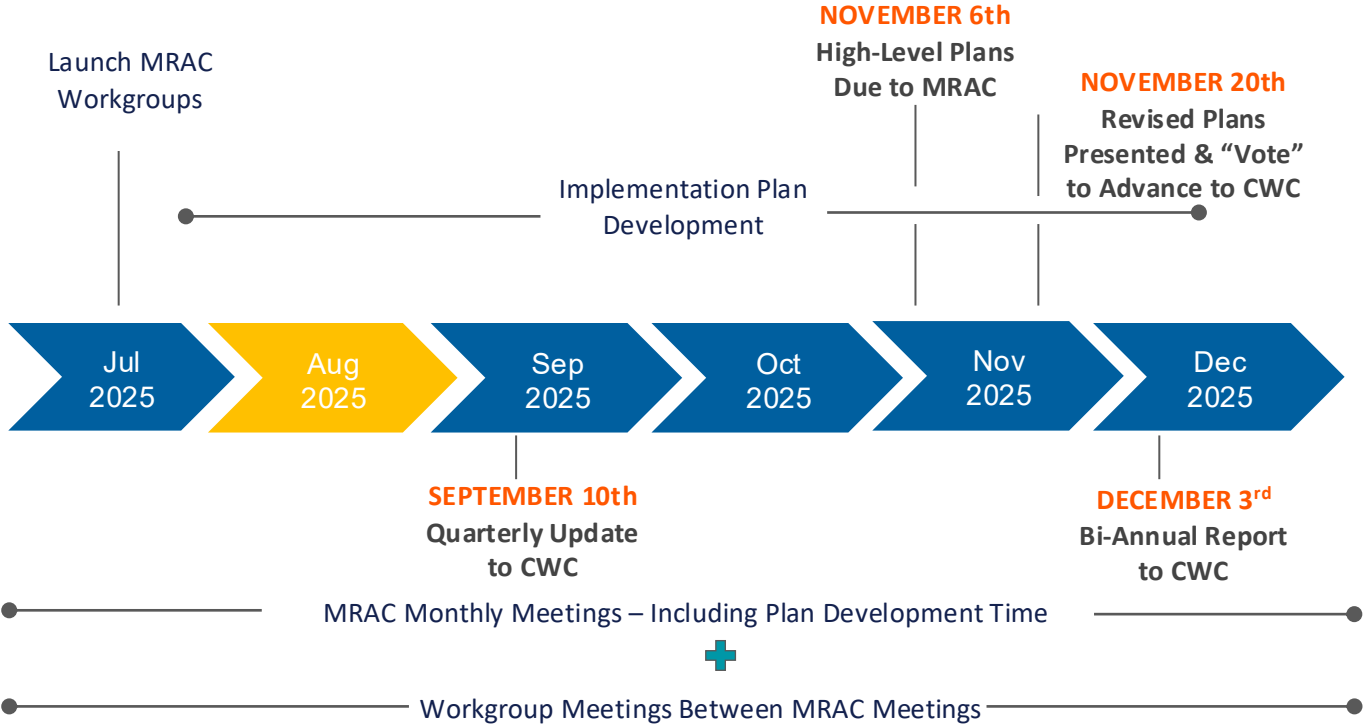 NOVEMBER 6th
High-Level Plans
Due to MRAC
Launch MRAC
Workgroups
NOVEMBER 20th
Revised Plans
Presented & “Vote”
to Advance to CWC
Implementation Plan
Development
Jul
2025
Aug
2025
Sep
2025
Oct
2025
Nov
2025
Dec
2025
SEPTEMBER 10th
Quarterly Update
to CWC
DECEMBER 3rd
Bi-Annual Report
to CWC
MRAC Monthly Meetings – Including Plan Development Time
Workgroup Meetings Between MRAC Meetings